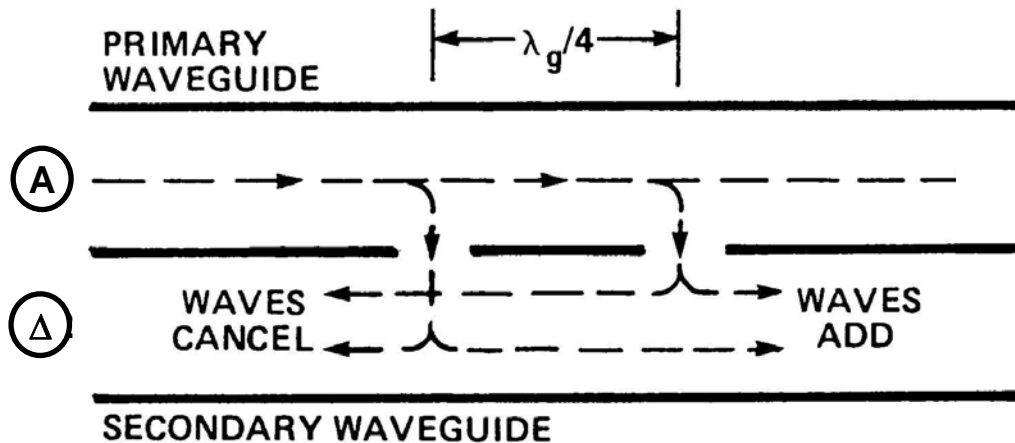 PRIMARY
WAVEGUIDE
λg/4
A
Δ
WAVES
CANCEL
WAVES
ADD
SECONDARY WAVEGUIDE